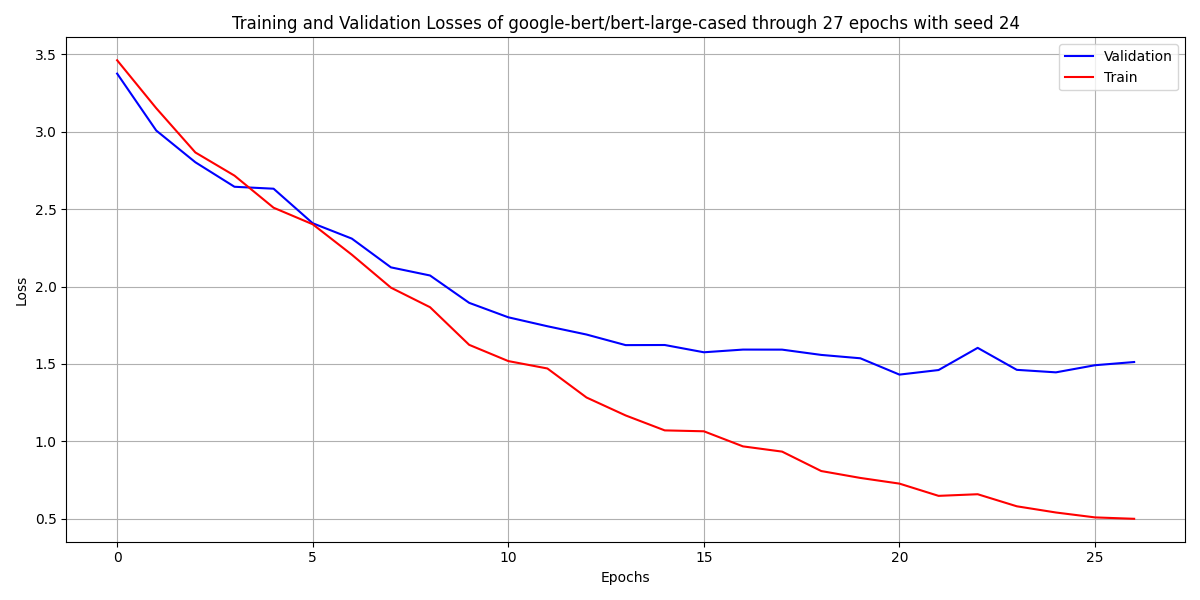 Training and Validation Losses of google-bert/bert-large-cased through 27 epochs with seed 24
Validation
Train
Loss
3.5
3.0
2.5
2.0
1.5
1.0
0.5
0 5 10 15 20 25
Epochs